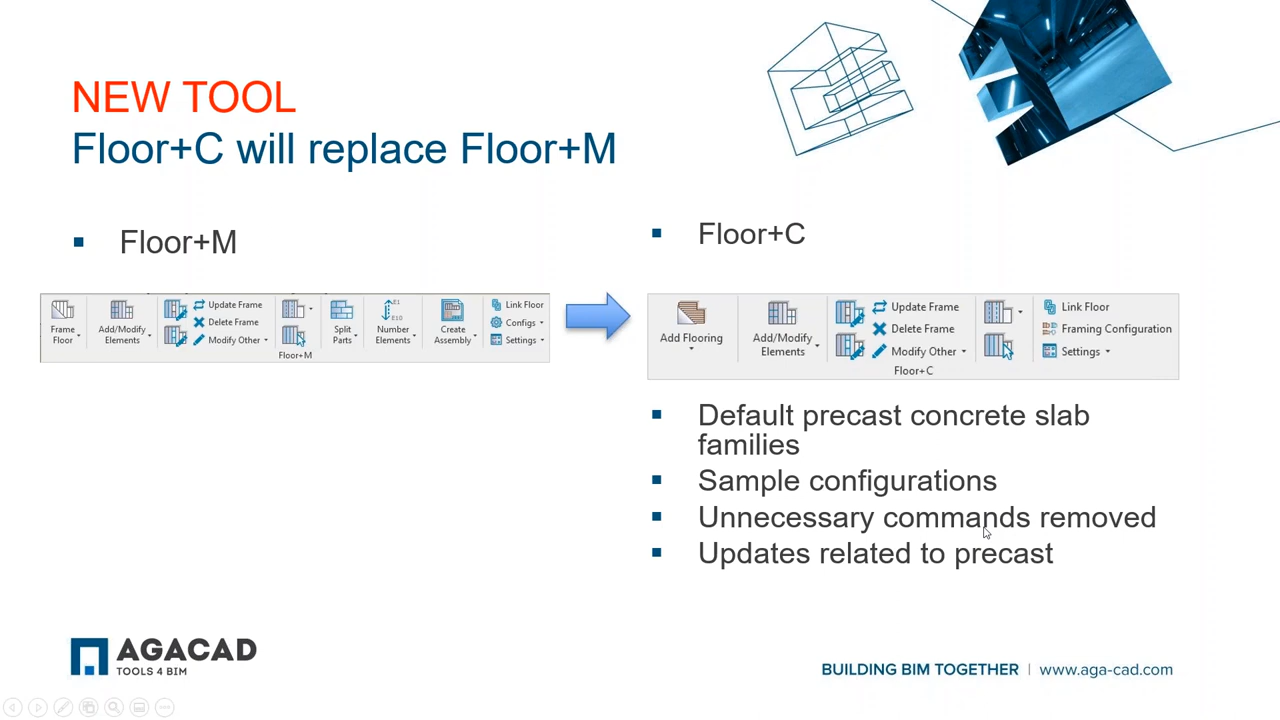 NEW TOOL
Floor+C will replace Floor+M
Floor+M
Frame
Floor
Add/Modify
Elements
Update Frame
Delete Frame
Modify Other
Split
Parts
E1
E10
Number
Elements
Create
Assembly
Link Floor
Configs
Settings
Floor+M
Floor+C
Add Flooring
Add/Modify
Elements
Update Frame
Delete Frame
Modify Other
Link Floor
Framing Configuration
Settings
Floor+C
Default precast concrete slab
families
Sample configurations
Unnecessary commands removed
Updates related to precast
AGACAD
TOOLS 4 BIM
BUILDING BIM TOGETHER | www.aga-cad.com